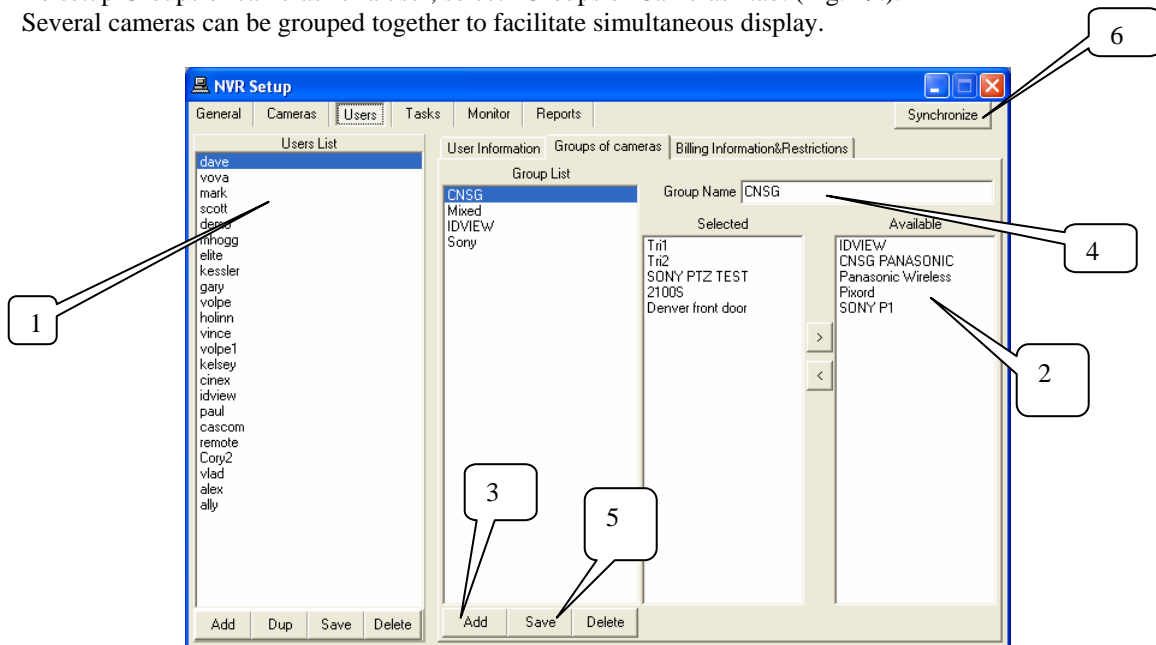 Several cameras can be grouped together to facilitate simultaneous display.
6
NVR Setup
General Cameras Users Tasks Monitor Reports Synchronize
Users List
dave
vova
mark
scott
demo
mhogg
elite
kessler
gary
volpe
holinn
vince
volpe1
kelsey
cinex
idview
paul
cascom
remote
Cory2
vlad
alex
ally
Add Dup Save Delete
User Information Groups of cameras Billing Information&Restrictions
Group List
CNSG
Mixed
IDVIEW
Sony
Group Name CNSG
Selected
Tri1
Tri2
SONY PTZ TEST
2100S
Denver front door
>
<
Available
IDVIEW
CNSG PANASONIC
Panasonic Wireless
Pixord
SONY P1
Add Save Delete
1
4
2
3
5